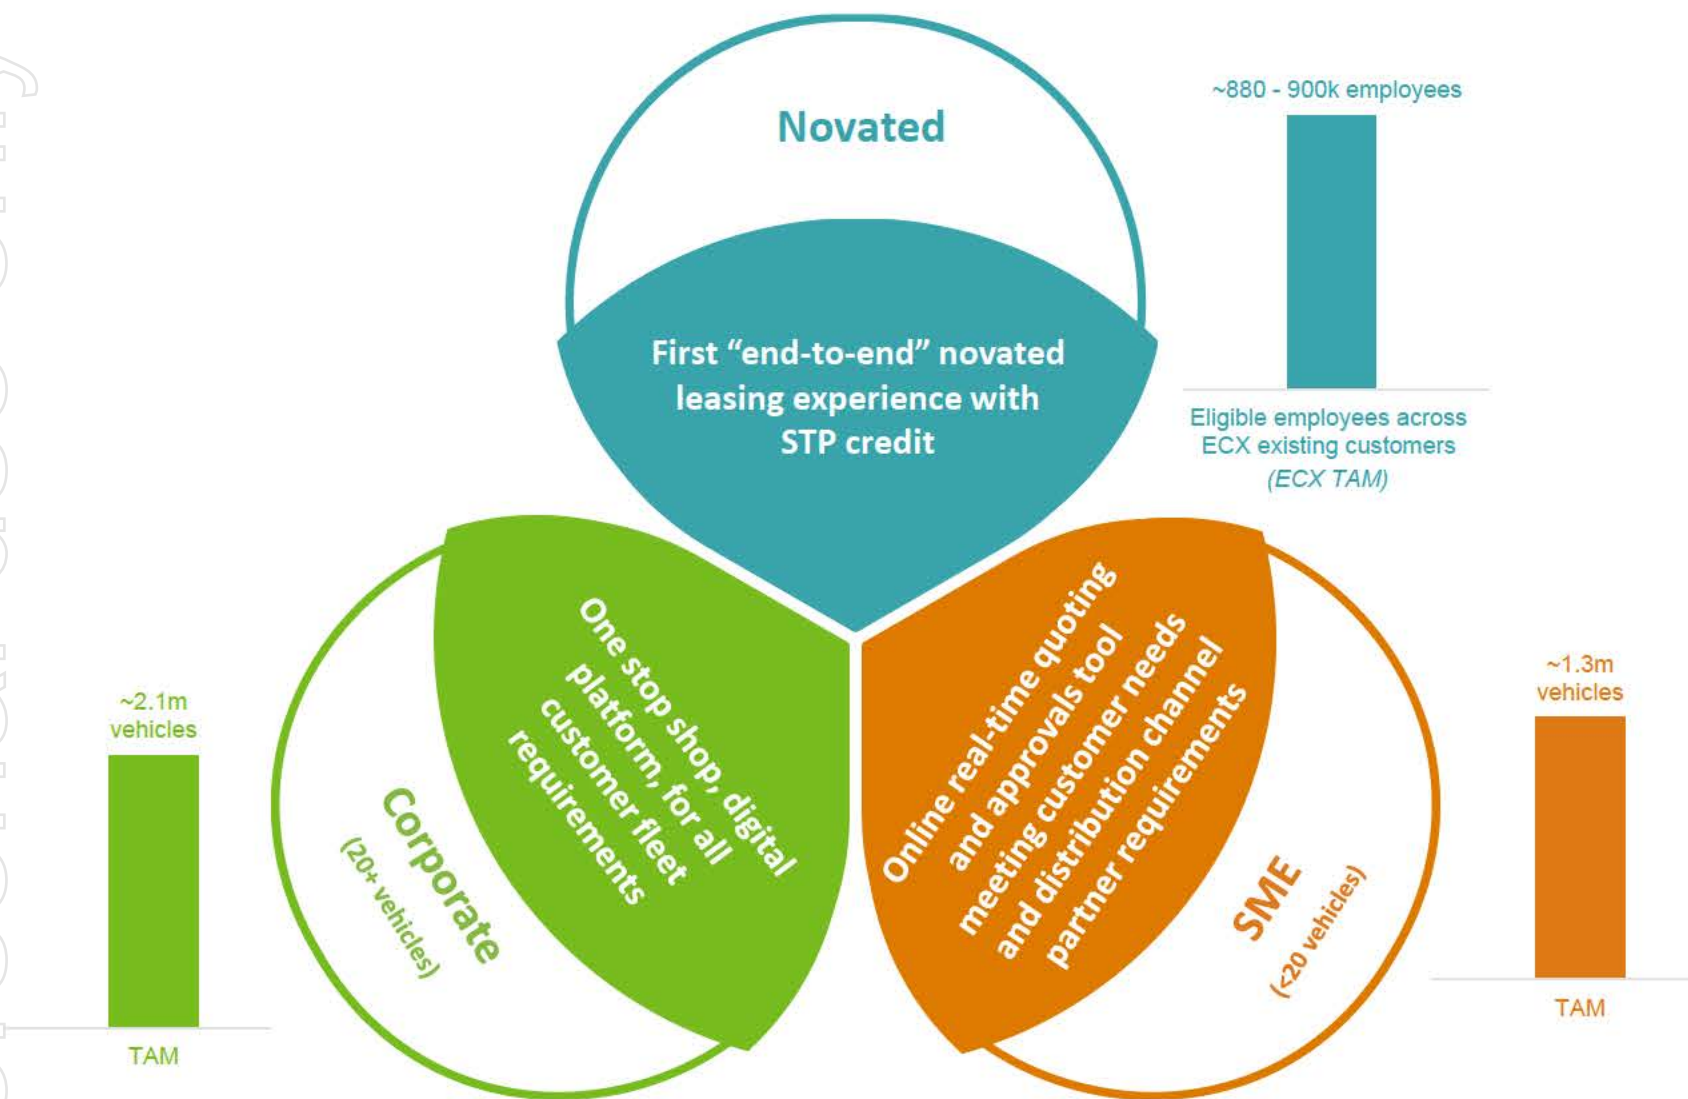 Novated
First “end-to-end” novated
leasing experience with
STP credit
~880 - 900k employees
Eligible employees across
ECX existing customers
(ECX TAM)
~2.1m
vehicles
TAM
Corporate
(20+ vehicles)
One stop shop, digital
platform, for all
customer fleet
requirements
Online real-time quoting
and approvals tool
meeting customer needs
and distribution channel
partner requirements
SME
(<20 vehicles)
~1.3m
vehicles
TAM